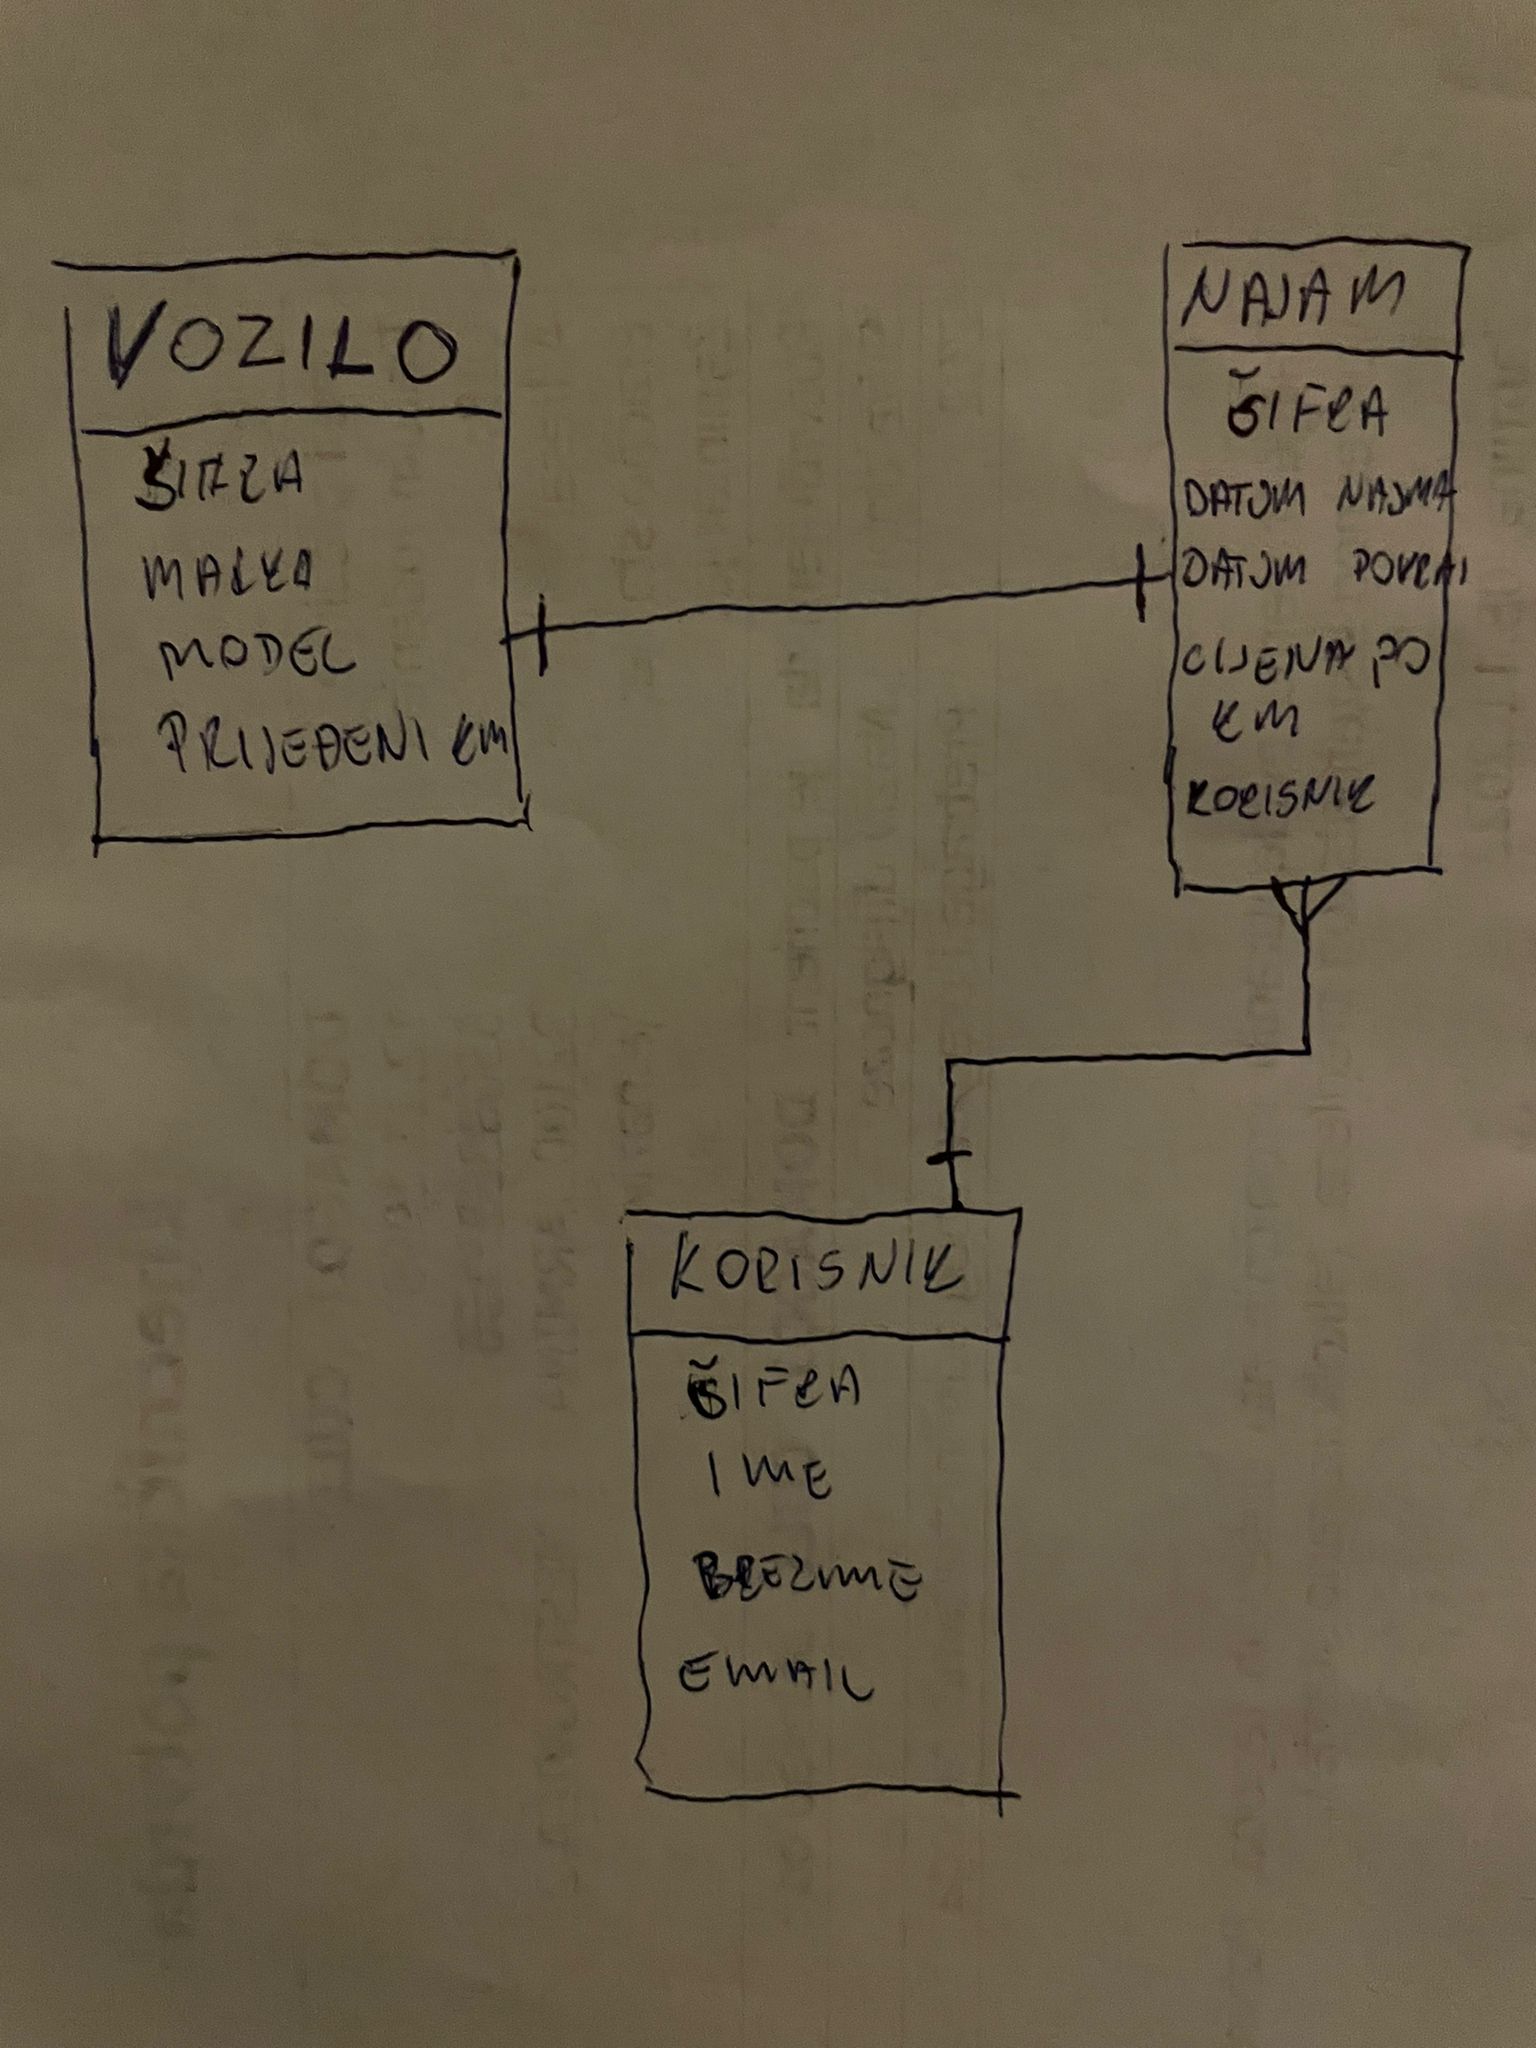 VOZILO
ŠIFRA
MARKA
MODEL
PRIJEĐENI KM
NAJAM
ŠIFRA
DATUM NAJMA
DATUM POVRAT
CIJENA PO
KM
KORISNIK
KORISNIK
ŠIFRA
IME
PREZIME
EMAIL